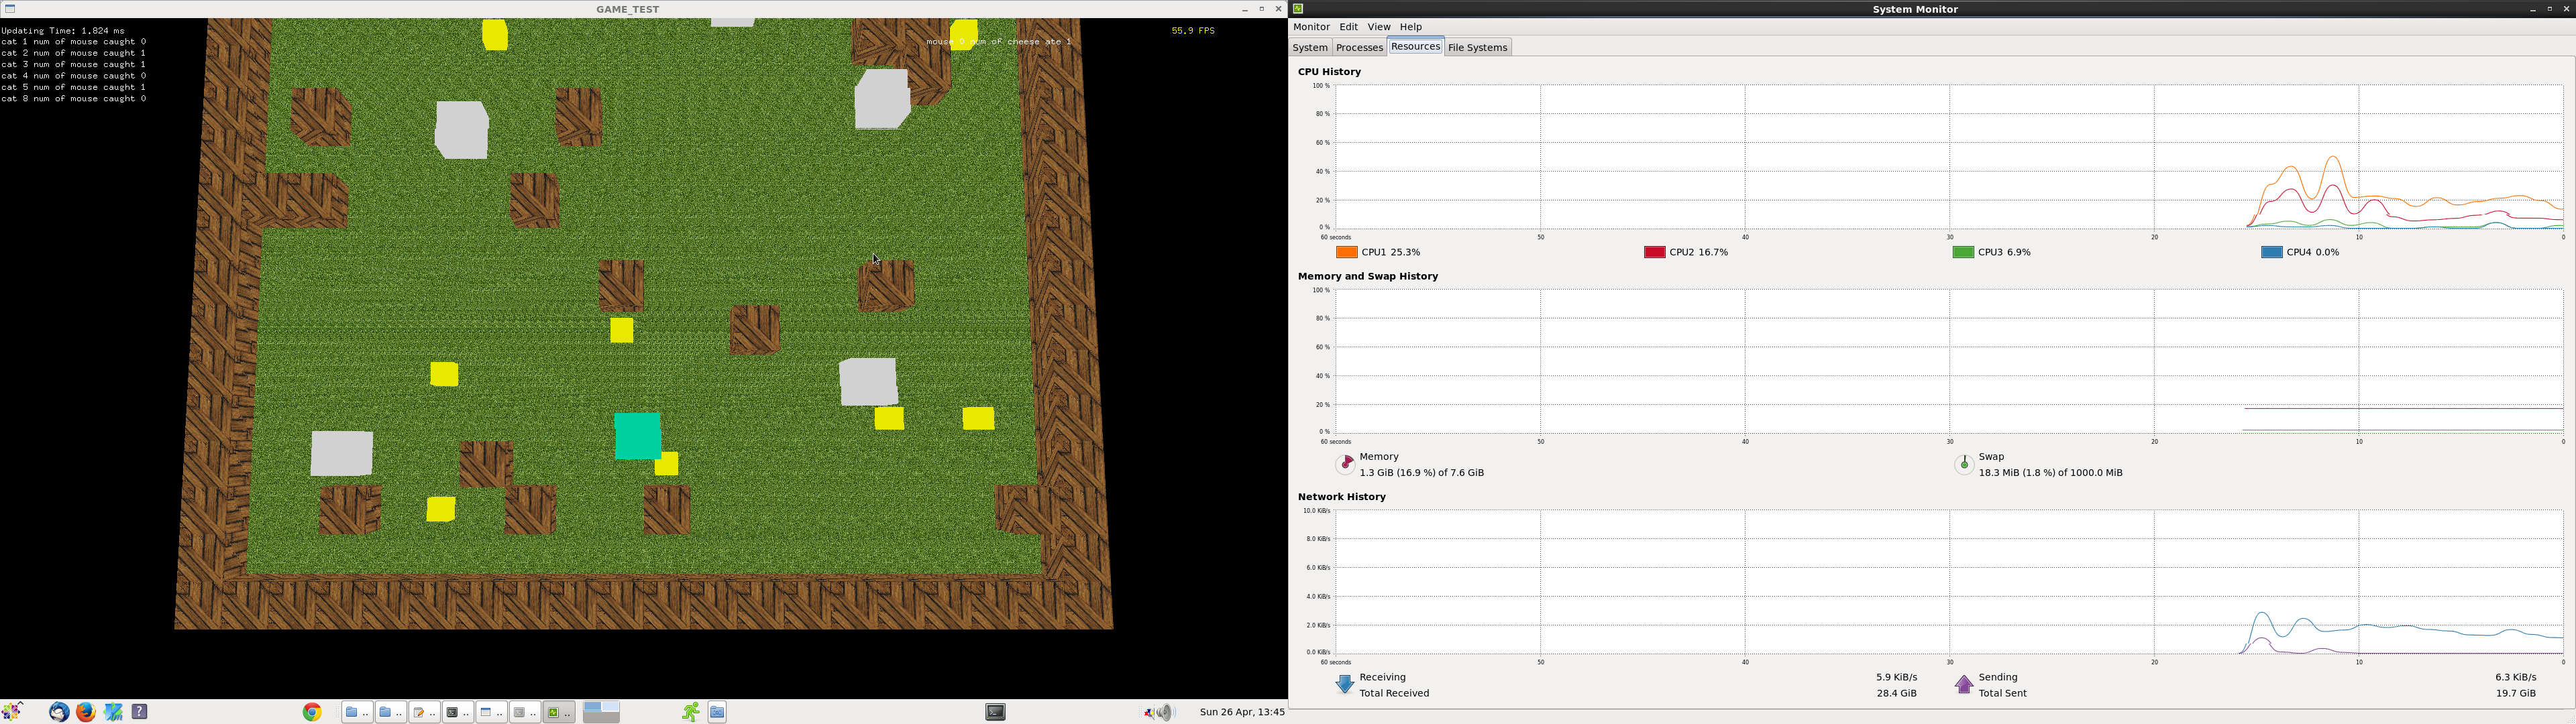 GAME_TEST
Updating Time: 1.824 ms
cat 1 num of mouse caught 0
cat 2 num of mouse caught 1
cat 3 num of mouse caught 1
cat 4 num of mouse caught 0
cat 5 num of mouse caught 1
cat 8 num of mouse caught 0
mouse 0 num of cheese ate 1
55.9 FPS
Sun 26 Apr, 13:45
System Monitor
Monitor Edit View Help
System Processes Resources File Systems
CPU History
100 %
80 %
60 %
40 %
20 %
0 %
60 seconds 50 40 30 20 10 0
CPU1 25.3% CPU2 16.7% CPU3 6.9% CPU4 0.0%
Memory and Swap History
100 %
80 %
60 %
40 %
20 %
0 %
60 seconds 50 40 30 20 10 0
Memory Swap
1.3 GiB (16.9 %) of 7.6 GiB 18.3 MiB (1.8 %) of 1000.0 MiB
Network History
10.0 KiB/s
8.0 KiB/s
6.0 KiB/s
4.0 KiB/s
2.0 KiB/s
0.0 KiB/s
60 seconds 50 40 30 20 10 0
Receiving 5.9 KiB/s Sending 6.3 KiB/s
Total Received 28.4 GiB Total Sent 19.7 GiB